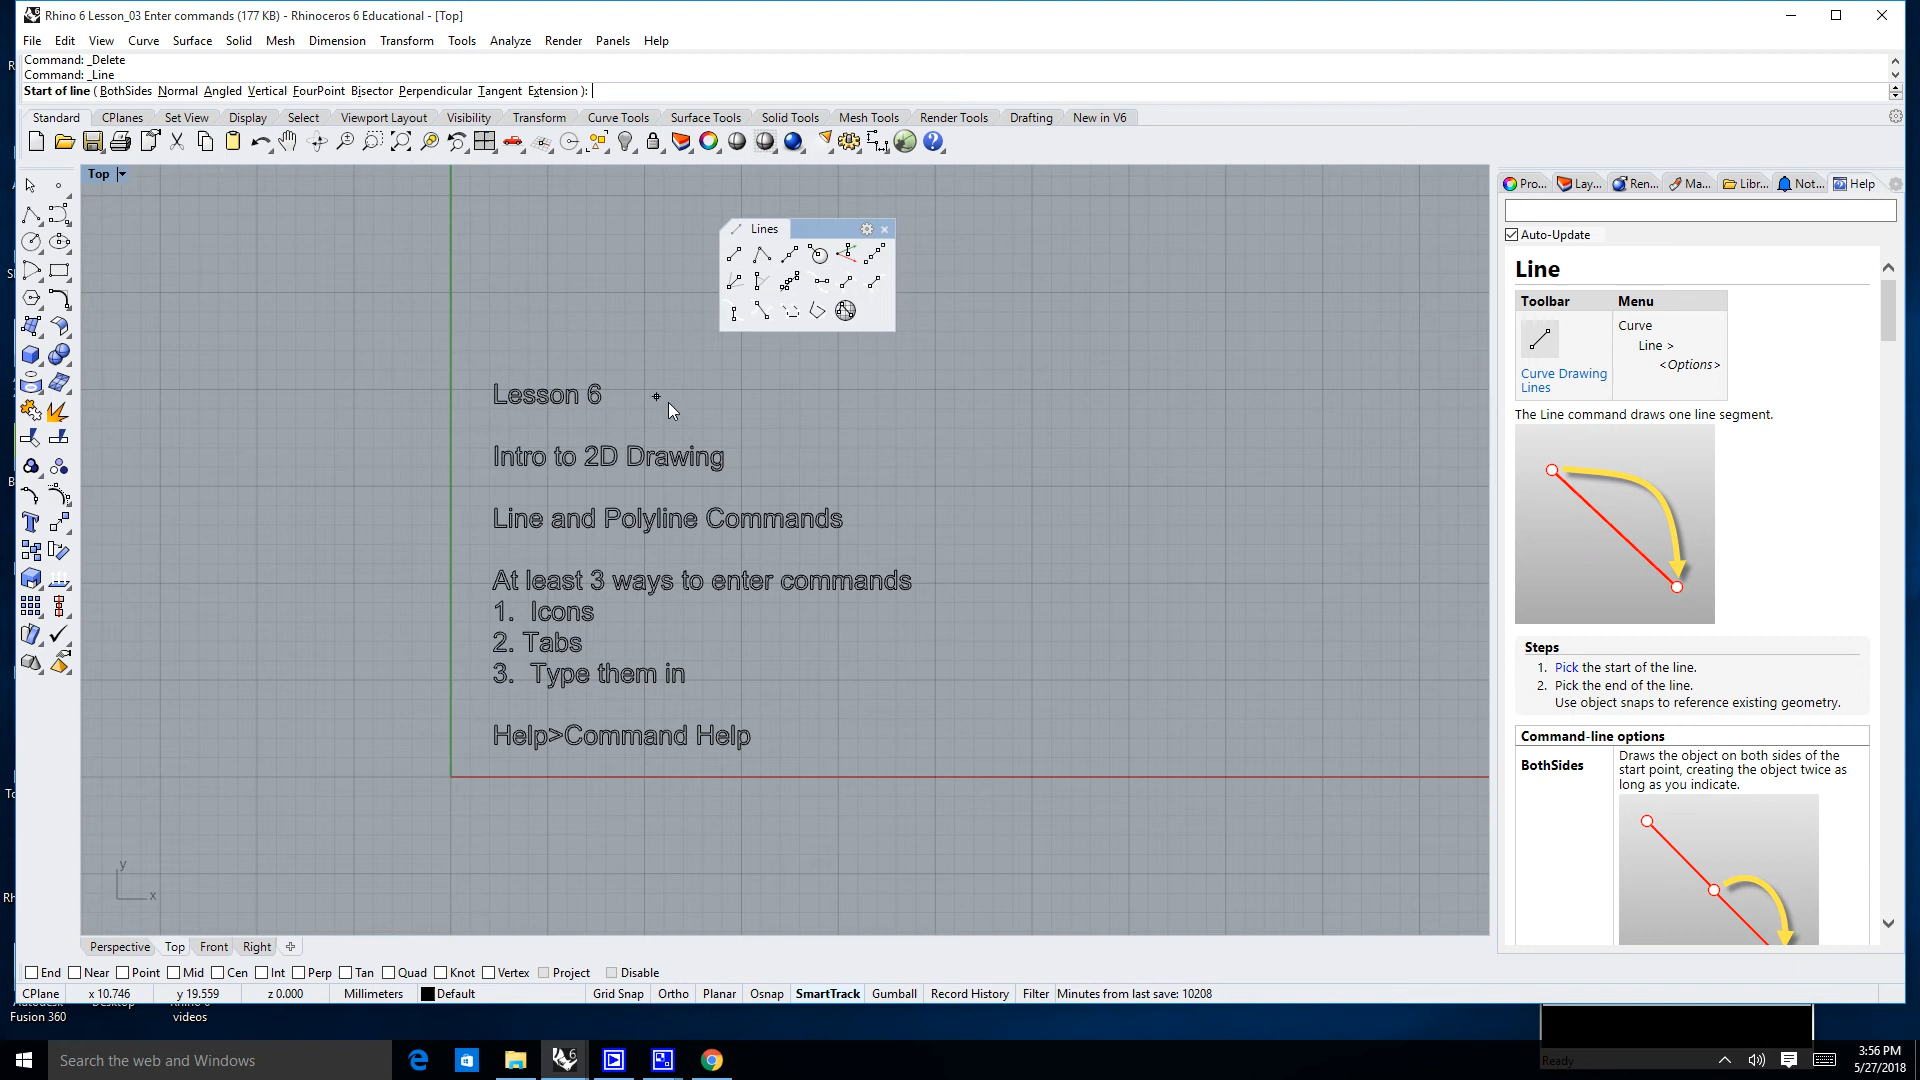 Rhino 6 Lesson_03 Enter commands (177 KB) - Rhinoceros 6 Educational - [Top]
File Edit View Curve Surface Solid Mesh Dimension Transform Tools Analyze Render Panels Help
Command: _Delete
Command: _Line
Start of line ( BothSides Normal Angled Vertical FourPoint Bisector Perpendicular Tangent Extension ):
Standard CPlanes Set View Display Select Viewport Layout Visibility Transform Curve Tools Surface Tools Solid Tools Mesh Tools Render Tools Drafting New in V6
Top
Pro... Lay... Ren... Ma... Libr... Not... Help
Lines
Auto-Update
Line
Toolbar Menu
Curve
Line >
<Options>
Curve Drawing
Lines
The Line command draws one line segment.
Lesson 6
Intro to 2D Drawing
Line and Polyline Commands
At least 3 ways to enter commands
1. Icons
2. Tabs
3. Type them in
Help>Command Help
Steps
1. Pick the start of the line.
2. Pick the end of the line.
Use object snaps to reference existing geometry.
Command-line options
BothSides
Draws the object on both sides of the
start point, creating the object twice as
long as you indicate.
y
x
Perspective Top Front Right
End Near Point Mid Cen Int Perp Tan Quad Knot Vertex Project Disable
CPlane x 10.746 y 19.559 z 0.000 Millimeters Default Grid Snap Ortho Planar Osnap SmartTrack Gumball Record History Filter Minutes from last save: 10208
Fusion 360
videos
Search the web and Windows
6
Ready
3:56 PM
5/27/2018